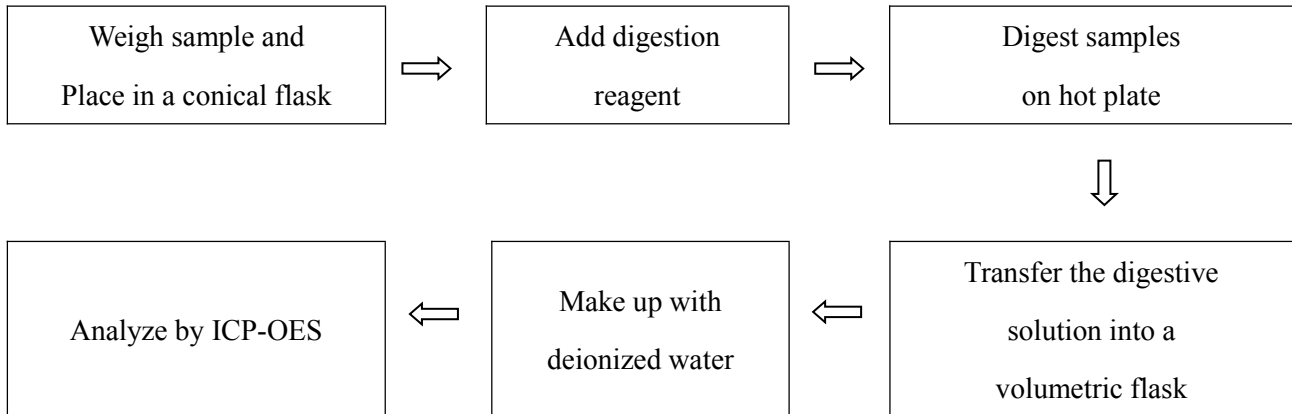 Weigh sample and
Place in a conical flask
Add digestion
reagent
Digest samples
on hot plate
Transfer the digestive
solution into a
volumetric flask
Make up with
deionized water
Analyze by ICP-OES